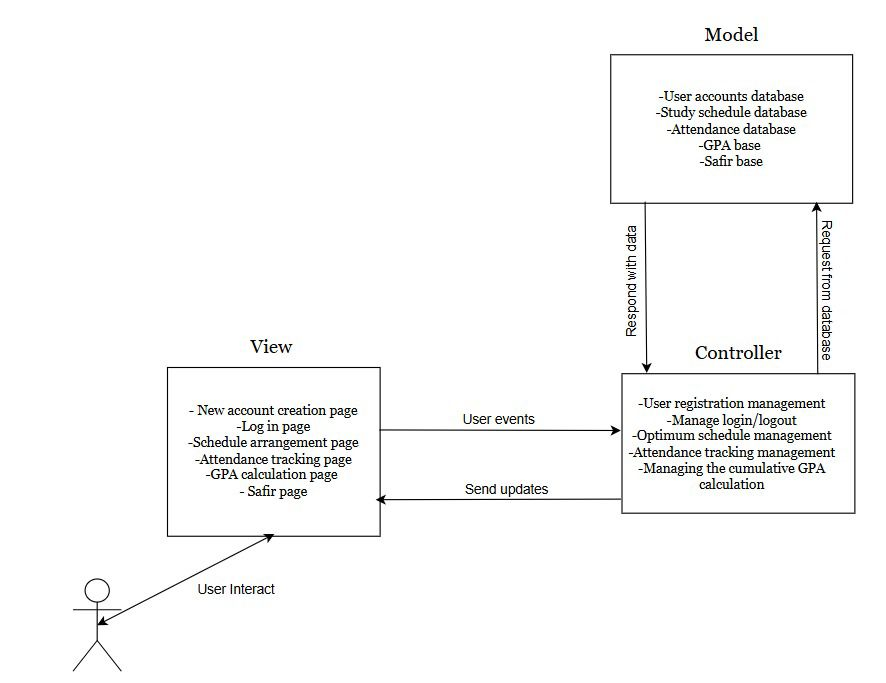 Model
-User accounts database
-Study schedule database
-Attendance database
-GPA base
-Safir base
Respond with data
Request from database
View
- New account creation page
-Log in page
-Schedule arrangement page
-Attendance tracking page
-GPA calculation page
- Safir page
Controller
-User registration management
-Manage login/logout
-Optimum schedule management
-Attendance tracking management
-Managing the cumulative GPA
calculation
User events
Send updates
User Interact